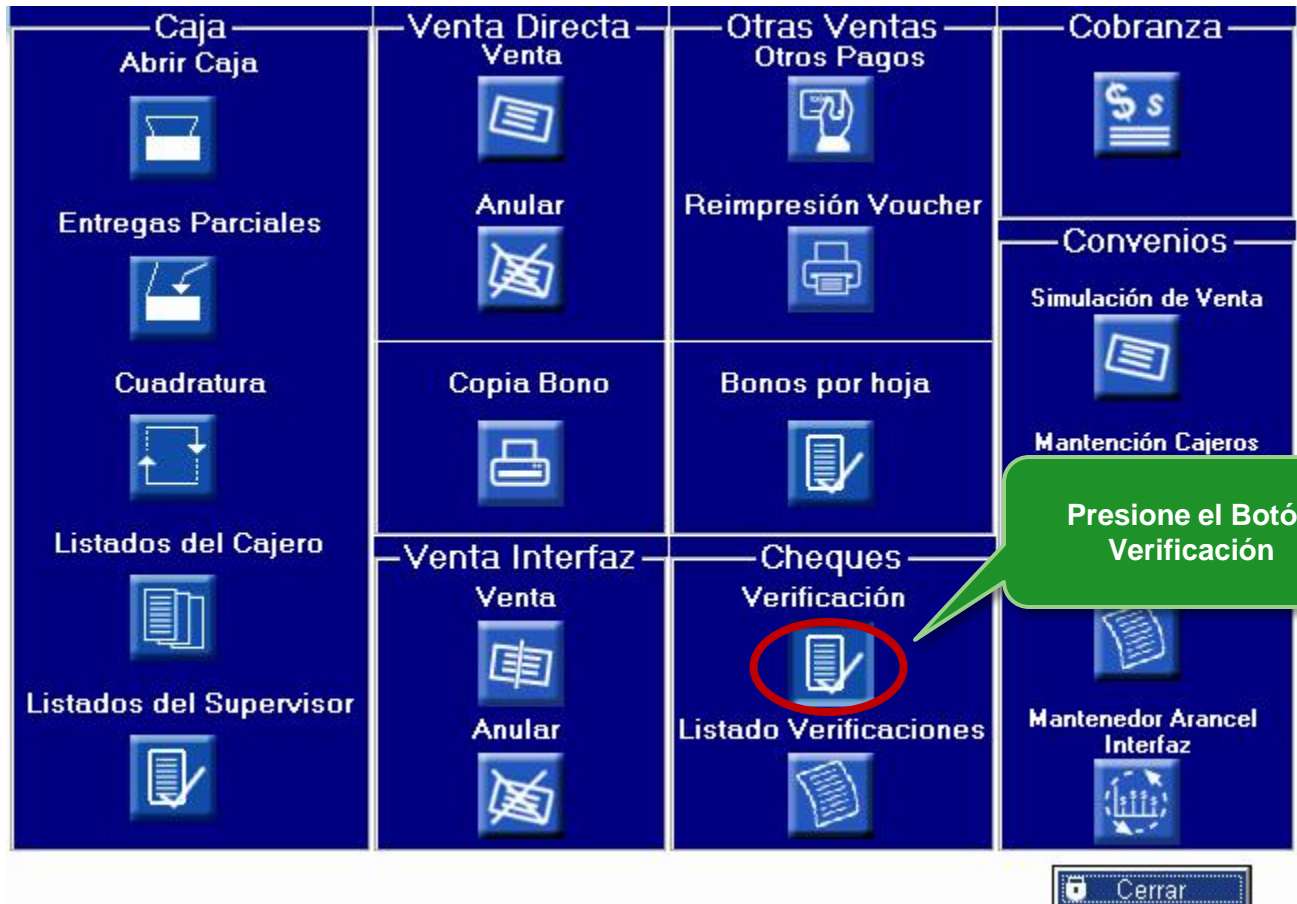 Caja
Abrir Caja
Entregas Parciales
Cuadratura
Listados del Cajero
Listados del Supervisor
Venta Directa
Venta
Anular
Copia Bono
Venta Interfaz
Venta
Anular
Otras Ventas
Otros Pagos
Reimpresión Voucher
Bonos por hoja
Cheques
Verificación
Listado Verificaciones
Cobranza
$ s
Convenios
Simulación de Venta
Mantención Cajeros
Presione el Botó
Verificación
Mantenedor Arancel
Interfaz
Cerrar